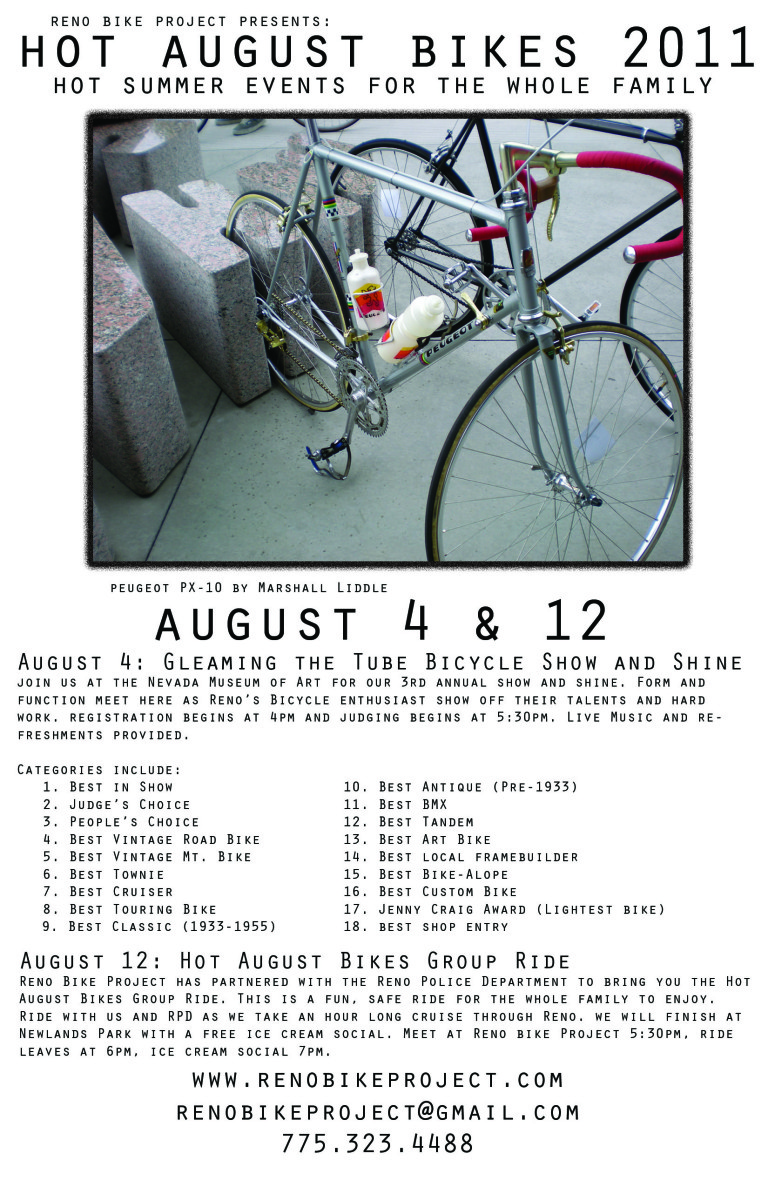 RENO BIKE PROJECT PRESENTS:
HOT AUGUST BIKES 2011
HOT SUMMER EVENTS FOR THE WHOLE FAMILY
PEUGEOT
PEUGEOT PX-10 BY MARSHALL LIDDLE
AUGUST 4 & 12
AUGUST 4: GLEAMING THE TUBE BICYCLE SHOW AND SHINE
JOIN US AT THE NEVADA MUSEUM OF ART FOR OUR 3RD ANNUAL SHOW AND SHINE. FORM AND
FUNCTION MEET HERE AS RENO'S BICYCLE ENTHUSIAST SHOW OFF THEIR TALENTS AND HARD
WORK. REGISTRATION BEGINS AT 4PM AND JUDGING BEGINS AT 5:30PM. LIVE MUSIC AND RE-
FRESHMENTS PROVIDED.
CATEGORIES INCLUDE:
1. BEST IN SHOW
2. JUDGE'S CHOICE
3. PEOPLE'S CHOICE
4. BEST VINTAGE ROAD BIKE
5. BEST VINTAGE MT. BIKE
6. BEST TOWNIE
7. BEST CRUISER
8. BEST TOURING BIKE
9. BEST CLASSIC (1933-1955)
10. BEST ANTIQUE (PRE-1933)
11. BEST BMX
12. BEST TANDEM
13. BEST ART BIKE
14. BEST LOCAL FRAMEBUILDER
15. BEST BIKE-ALOPE
16. BEST CUSTOM BIKE
17. JENNY CRAIG AWARD (LIGHTEST BIKE)
18. BEST SHOP ENTRY
AUGUST 12: HOT AUGUST BIKES GROUP RIDE
RENO BIKE PROJECT HAS PARTNERED WITH THE RENO POLICE DEPARTMENT TO BRING YOU THE HOT
AUGUST BIKES GROUP RIDE. THIS IS A FUN, SAFE RIDE FOR THE WHOLE FAMILY TO ENJOY.
RIDE WITH US AND RPD AS WE TAKE AN HOUR LONG CRUISE THROUGH RENO. WE WILL FINISH AT
NEWLANDS PARK WITH A FREE ICE CREAM SOCIAL. MEET AT RENO BIKE PROJECT 5:30PM, RIDE
LEAVES AT 6PM, ICE CREAM SOCIAL 7PM.
WWW.RENOBIKEPROJECT.COM
RENOBIKEPROJECT@GMAIL.COM
775.323.4488